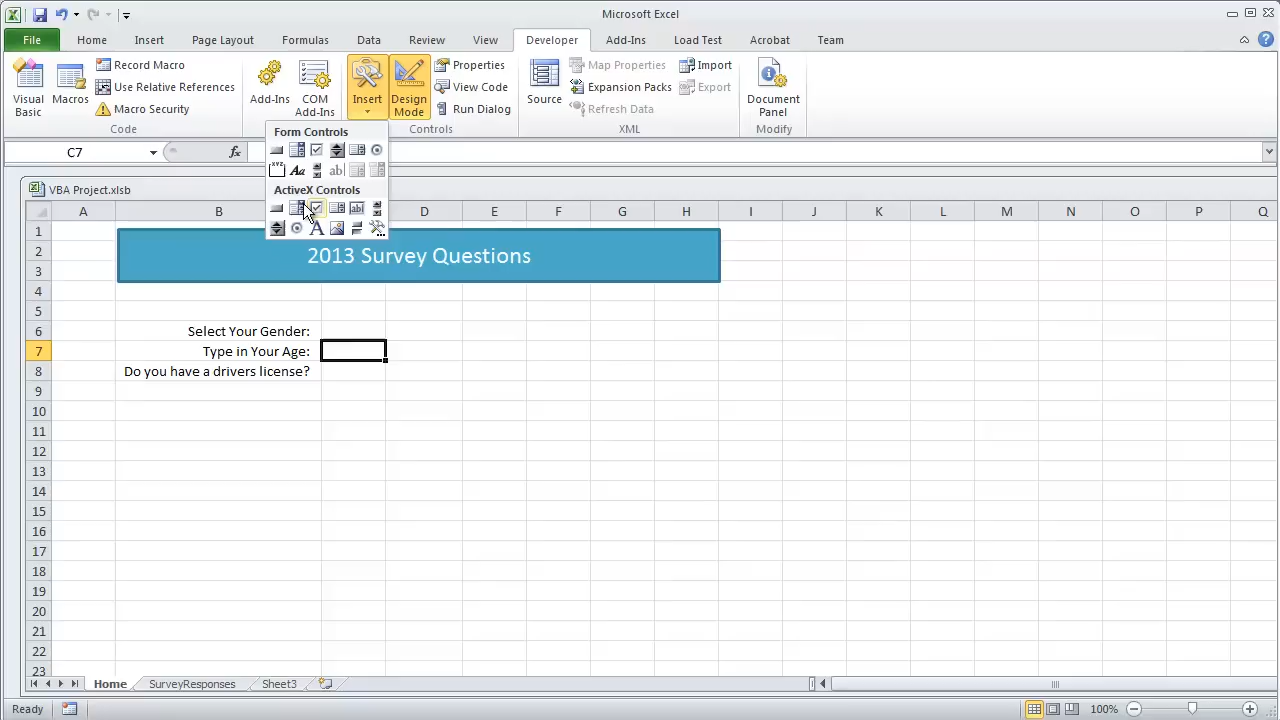 Microsoft Excel
File Home Insert Page Layout Formulas Data Review View Developer Add-Ins Load Test Acrobat Team
Visual Basic
Macros
Record Macro
Use Relative References
Macro Security
Code
Add-Ins
COM Add-Ins
Insert
Design Mode
Properties
View Code
Run Dialog
Controls
Source
Map Properties
Expansion Packs
Refresh Data
Import
Export
XML
Document Panel
Modify
Form Controls
XYZ
Aa
ab|
ActiveX Controls
abl
A
C7
fx
VBA Project.xlsb
A B D E F G H I J K L M N O P Q
1
2
3
2013 Survey Questions
4
5
6 Select Your Gender:
7 Type in Your Age:
8 Do you have a drivers license?
9
10
11
12
13
14
15
16
17
18
19
20
21
22
23
Home SurveyResponses Sheet3
Ready
100%